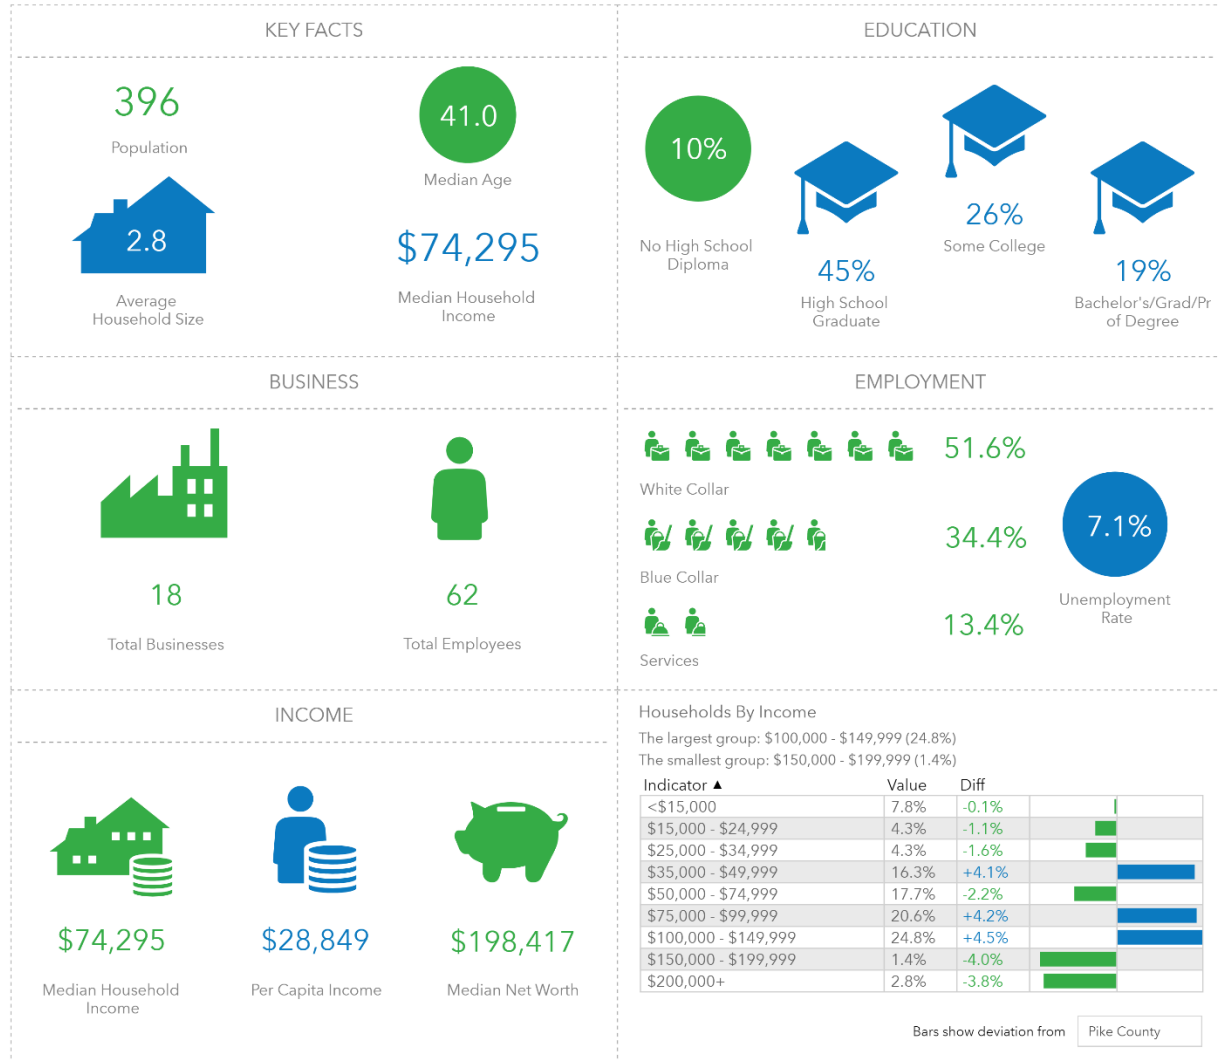 KEY FACTS
396
Population
41.0
Median Age
2.8
Average
Household Size
$74,295
Median Household
Income
EDUCATION
10%
No High School
Diploma
45%
High School
Graduate
26%
Some College
19%
Bachelor's/Grad/Pr
of Degree
BUSINESS
18
Total Businesses
62
Total Employees
EMPLOYMENT
51.6%
White Collar
34.4%
Blue Collar
13.4%
Services
7.1%
Unemployment
Rate
INCOME
$74,295
Median Household
Income
$28,849
Per Capita Income
$198,417
Median Net Worth
Households By Income
The largest group: $100,000 - $149,999 (24.8%)
The smallest group: $150,000 - $199,999 (1.4%)
Indicator ▲ Value Diff
<$15,000 7.8% -0.1%
$15,000 - $24,999 4.3% -1.1%
$25,000 - $34,999 4.3% -1.6%
$35,000 - $49,999 16.3% +4.1%
$50,000 - $74,999 17.7% -2.2%
$75,000 - $99,999 20.6% +4.2%
$100,000 - $149,999 24.8% +4.5%
$150,000 - $199,999 1.4% -4.0%
$200,000+ 2.8% -3.8%
Bars show deviation from Pike County